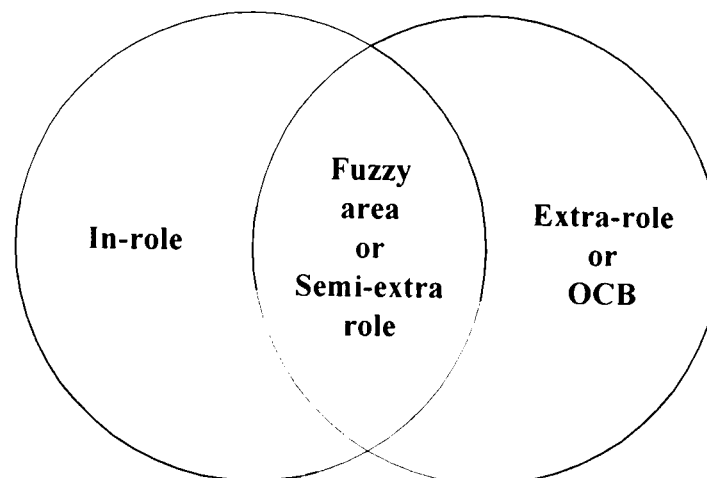 In-role
Fuzzy
area
or
Semi-extra
role
Extra-role
or
OCB